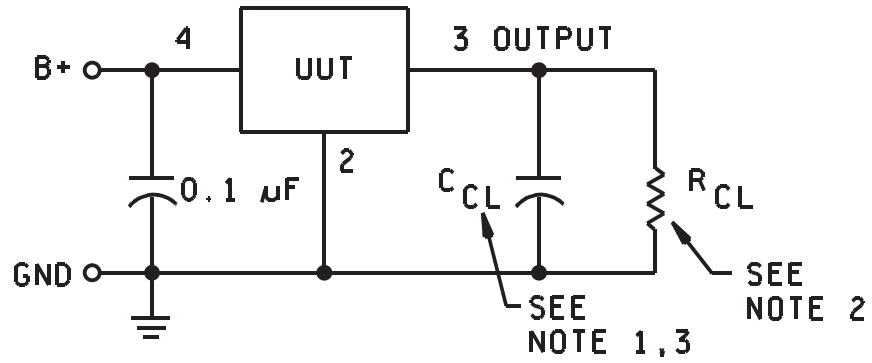 4
3 OUTPUT
B+
UUT
2
0.1 µF
C CL
R CL
GND
SEE
NOTE 2
SEE
NOTE 1,3